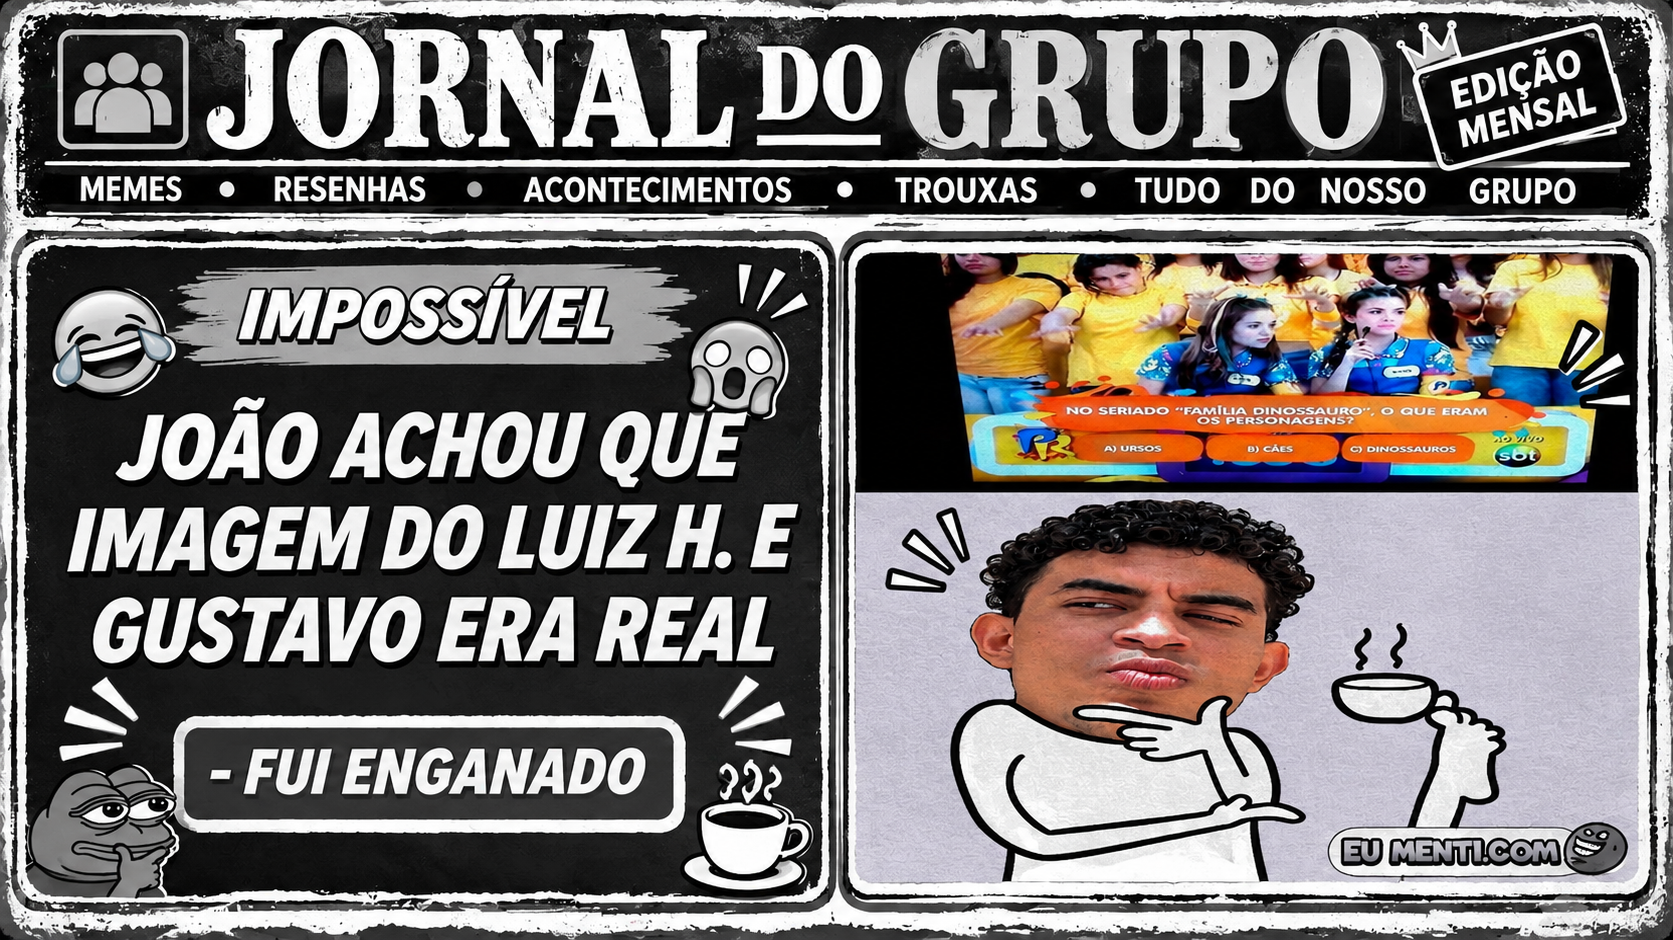 JORNAL DO GRUPO
EDIÇÃO
MENSAL
MEMES • RESENHAS • ACONTECIMENTOS • TROUXAS • TUDO DO NOSSO GRUPO
IMPOSSÍVEL
JOÃO ACHOU QUE
IMAGEM DO LUIZ H. E
GUSTAVO ERA REAL
- FUI ENGANADO
NO SERIADO "FAMÍLIA DINOSSAURO", O QUE ERAM
OS PERSONAGENS?
PR
A) URSOS
B) CÃES
C) DINOSSAUROS
AO VIVO
sbt
EU MENTI.COM